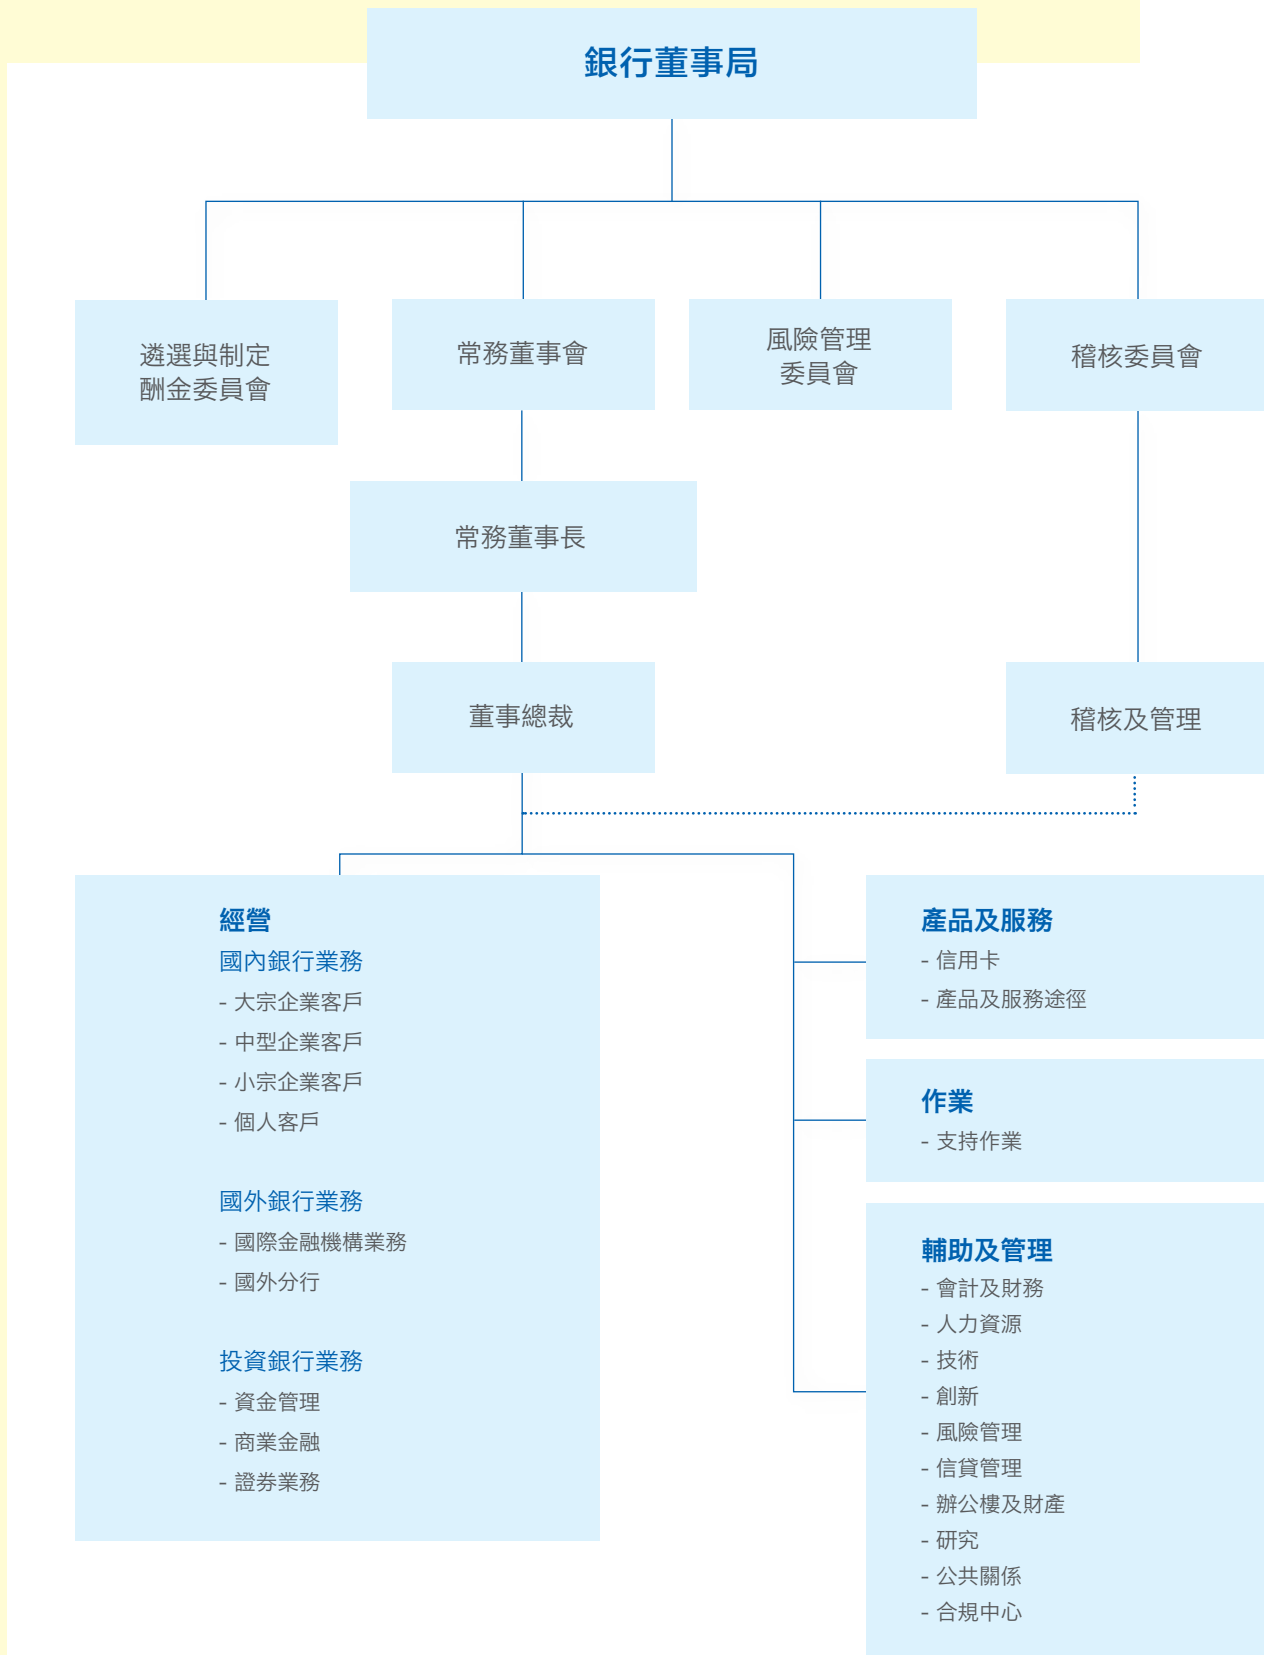 銀行董事局
遴選與制定
酬金委員會
常務董事會
風險管理
委員會
稽核委員會
常務董事長
董事總裁
稽核及管理
經營
國內銀行業務
- 大宗企業客戶
- 中型企業客戶
- 小宗企業客戶
- 個人客戶
國外銀行業務
- 國際金融機構業務
- 國外分行
投資銀行業務
- 資金管理
- 商業金融
- 證券業務
產品及服務
- 信用卡
- 產品及服務途徑
作業
- 支持作業
輔助及管理
- 會計及財務
- 人力資源
- 技術
- 創新
- 風險管理
- 信貸管理
- 辦公樓及財產
- 研究
- 公共關係
- 合規中心